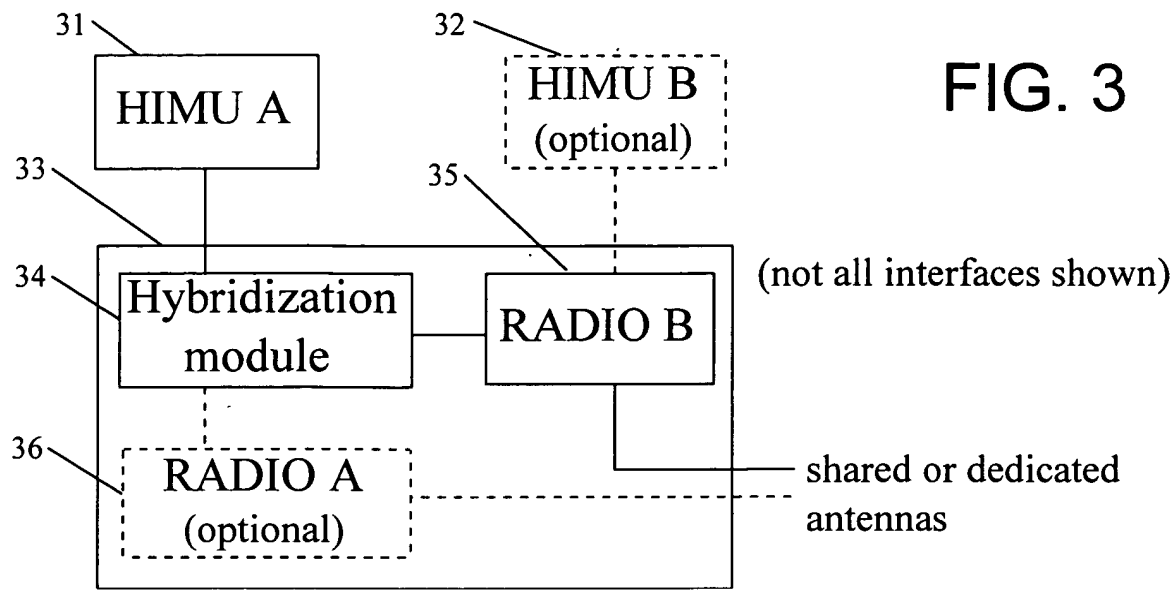 31
32
HIMU A
HIMU B
(optional)
FIG. 3
33
35
34
Hybridization
module
RADIO B
(not all interfaces shown)
36
RADIO A
(optional)
shared or dedicated
antennas